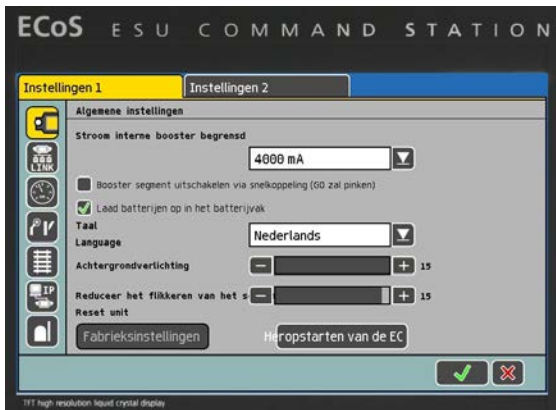 ECoS ESU COMMAND STATION
Instellingen 1
Instellingen 2
Algemene instellingen
Stroom interne booster begrensd
4000 mA
Booster segment uitschakelen via snelkoppeling (GO zal pinken)
LINK
Laad batterijen op in het batterijvak
Taal
Language
Nederlands
Achtergrondverlichting
15
IP
Reduceer het flikkeren van het s
15
Reset unit
Fabrieksinstellingen
Heropstarten van de EC
TFT high resolution liquid crystal display